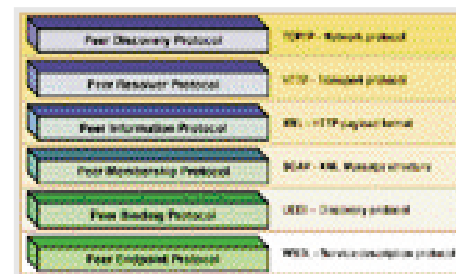 Peer Discovery Protocol
TCP/IP - Network protocol
Peer Resolver Protocol
HTTP - Transport protocol
Peer Information Protocol
XML - HTTP payload format
Peer Membership Protocol
SOAP - XML Message structure
Peer Binding Protocol
UDDI - Discovery protocol
Peer Endpoint Protocol
WSDL - Service description protocol